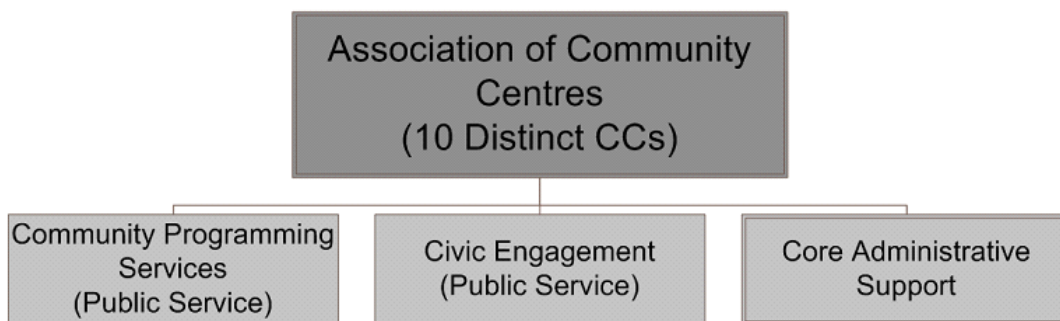 Association of Community
Centres
(10 Distinct CCs)
Community Programming
Services
(Public Service)
Civic Engagement
(Public Service)
Core Administrative
Support